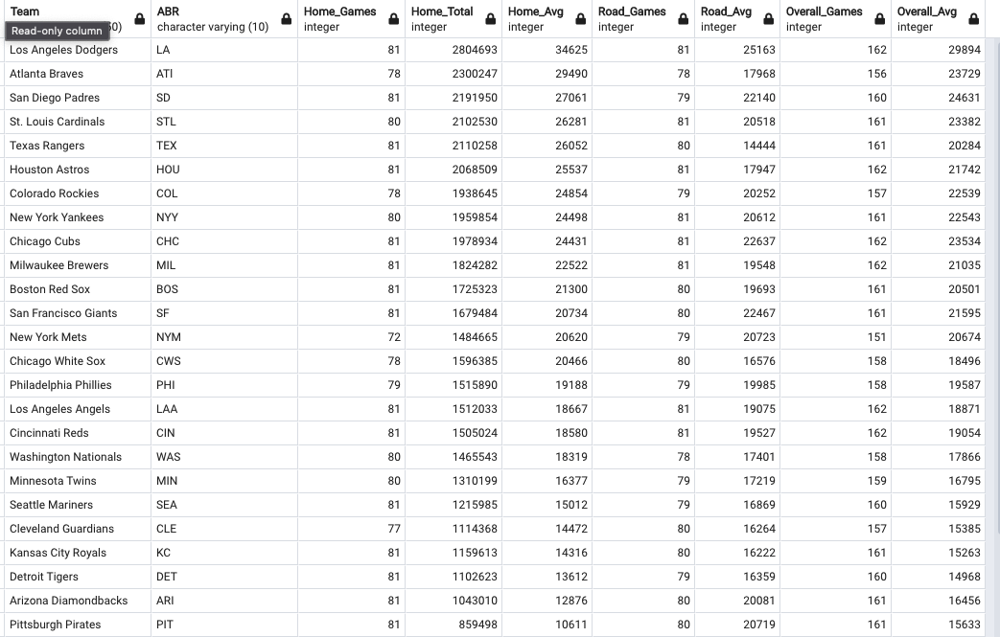 Team ABR Home_Games Home_Total Home_Avg Road_Games Road_Avg Overall_Games Overall_Avg
Read-only column 50) character varying (10) integer integer integer integer integer integer integer
Los Angeles Dodgers LA 81 2804693 34625 81 25163 162 29894
Atlanta Braves ATl 78 2300247 29490 78 17968 156 23729
San Diego Padres SD 81 2191950 27061 79 22140 160 24631
St. Louis Cardinals STL 80 2102530 26281 81 20518 161 23382
Texas Rangers TEX 81 2110258 26052 80 14444 161 20284
Houston Astros HOU 81 2068509 25537 81 17947 162 21742
Colorado Rockies COL 78 1938645 24854 79 20252 157 22539
New York Yankees NYY 80 1959854 24498 81 20612 161 22543
Chicago Cubs CHC 81 1978934 24431 81 22637 162 23534
Milwaukee Brewers MIL 81 1824282 22522 81 19548 162 21035
Boston Red Sox BOS 81 1725323 21300 80 19693 161 20501
San Francisco Giants SF 81 1679484 20734 80 22467 161 21595
New York Mets NYM 72 1484665 20620 79 20723 151 20674
Chicago White Sox CWS 78 1596385 20466 80 16576 158 18496
Philadelphia Phillies PHI 79 1515890 19188 79 19985 158 19587
Los Angeles Angels LAA 81 1512033 18667 81 19075 162 18871
Cincinnati Reds CIN 81 1505024 18580 81 19527 162 19054
Washington Nationals WAS 80 1465543 18319 78 17401 158 17866
Minnesota Twins MIN 80 1310199 16377 79 17219 159 16795
Seattle Mariners SEA 81 1215985 15012 79 16869 160 15929
Cleveland Guardians CLE 77 1114368 14472 80 16264 157 15385
Kansas City Royals KC 81 1159613 14316 80 16222 161 15263
Detroit Tigers DET 81 1102623 13612 79 16359 160 14968
Arizona Diamondbacks ARI 81 1043010 12876 80 20081 161 16456
Pittsburgh Pirates PIT 81 859498 10611 80 20719 161 15633